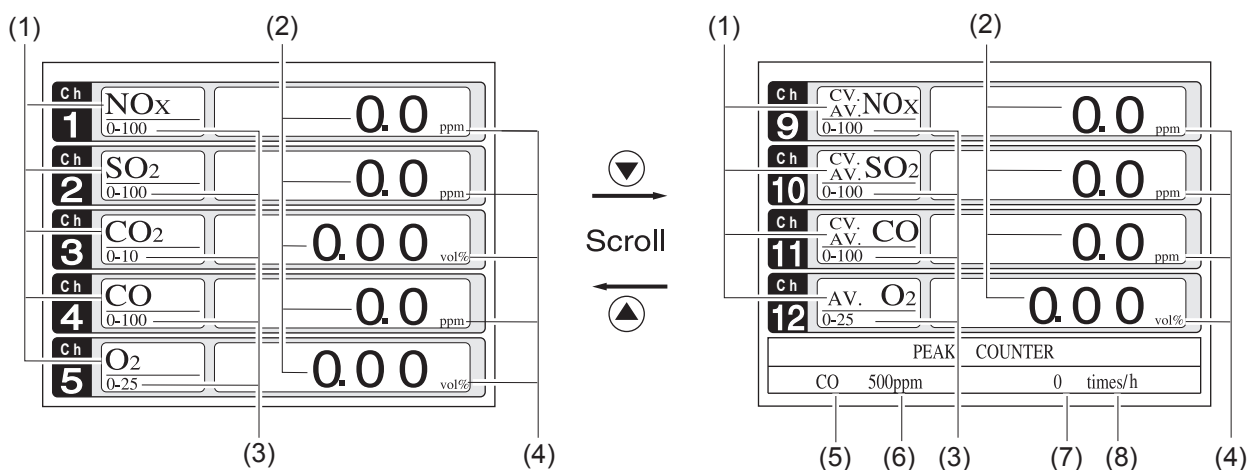 (1) (2)
Ch 1 NOx 0-100 0.0 ppm
Ch 2 SO2 0-100 0.0 ppm
Ch 3 CO2 0-10 0.00 vol%
Ch 4 CO 0-100 0.0 ppm
Ch 5 O2 0-25 0.00 vol%
(3) (4)
Scroll
(1) (2)
Ch 9 CV. AV. NOx 0-100 0.0 ppm
Ch 10 CV. AV. SO2 0-100 0.0 ppm
Ch 11 CV. AV. CO 0-100 0.0 ppm
Ch 12 AV. O2 0-25 0.00 vol%
PEAK COUNTER
CO 500ppm 0 times/h
(5) (6) (3) (7) (8) (4)